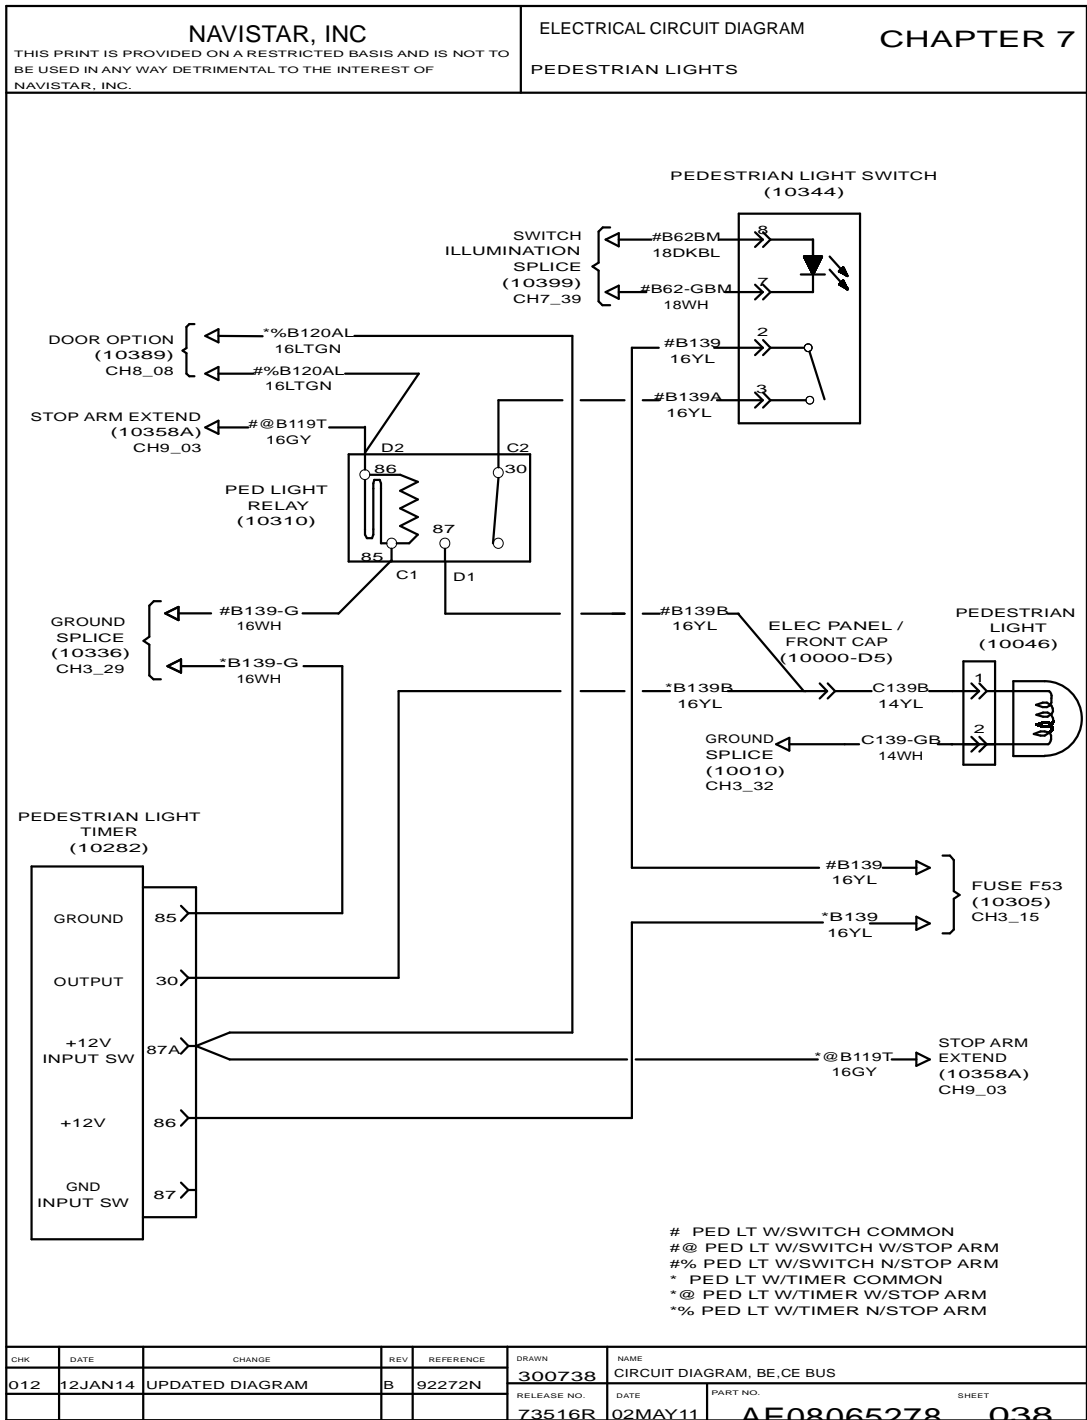 NAVISTAR, INC
THIS PRINT IS PROVIDED ON A RESTRICTED BASIS AND IS NOT TO
BE USED IN ANY WAY DETRIMENTAL TO THE INTEREST OF
NAVISTAR, INC.
ELECTRICAL CIRCUIT DIAGRAM
PEDESTRIAN LIGHTS
CHAPTER 7
PEDESTRIAN LIGHT SWITCH
(10344)
SWITCH
ILLUMINATION
SPLICE
(10399)
CH7_39
#B62BM
18DKBL
8
#B62-GBM
18WH
7
#B139
16YL
2
#B139A
16YL
3
DOOR OPTION
(10389)
CH8_08
*%B120AL
16LTGN
#%B120AL
16LTGN
STOP ARM EXTEND
(10358A)
CH9_03
#@B119T
16GY
D2
C2
86
30
PED LIGHT
RELAY
(10310)
87
85
C1
D1
GROUND
SPLICE
(10336)
CH3_29
#B139-G
16WH
*B139-G
16WH
#B139B
16YL
*B139B
16YL
ELEC PANEL /
FRONT CAP
(10000-D5)
PEDESTRIAN
LIGHT
(10046)
C139B
14YL
1
GROUND
SPLICE
(10010)
CH3_32
C139-GB
14WH
2
PEDESTRIAN LIGHT
TIMER
(10282)
GROUND
85
OUTPUT
30
+12V
INPUT SW
87A
+12V
86
GND
INPUT SW
87
#B139
16YL
*B139
16YL
FUSE F53
(10305)
CH3_15
*@B119T
16GY
STOP ARM
EXTEND
(10358A)
CH9_03
# PED LT W/SWITCH COMMON
#@ PED LT W/SWITCH W/STOP ARM
#% PED LT W/SWITCH N/STOP ARM
* PED LT W/TIMER COMMON
*@ PED LT W/TIMER W/STOP ARM
*% PED LT W/TIMER N/STOP ARM
CHK DATE CHANGE REV REFERENCE
012 12JAN14 UPDATED DIAGRAM B 92272N
DRAWN
300738
NAME
CIRCUIT DIAGRAM, BE,CE BUS
RELEASE NO.
73516R
DATE
02MAY11
PART NO.
AE08065278
SHEET
038